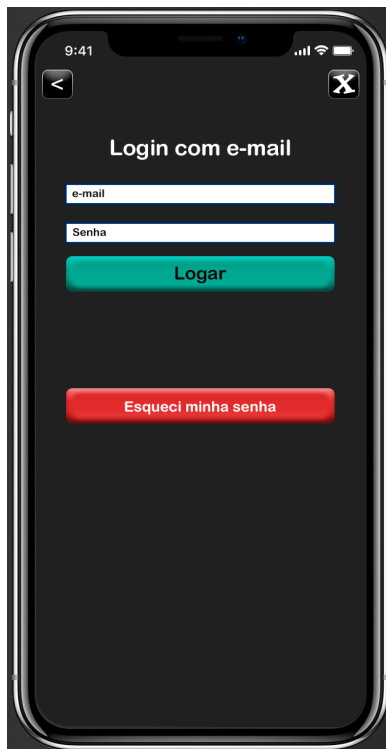 9:41
<
X
Login com e-mail
e-mail
Senha
Logar
Esqueci minha senha